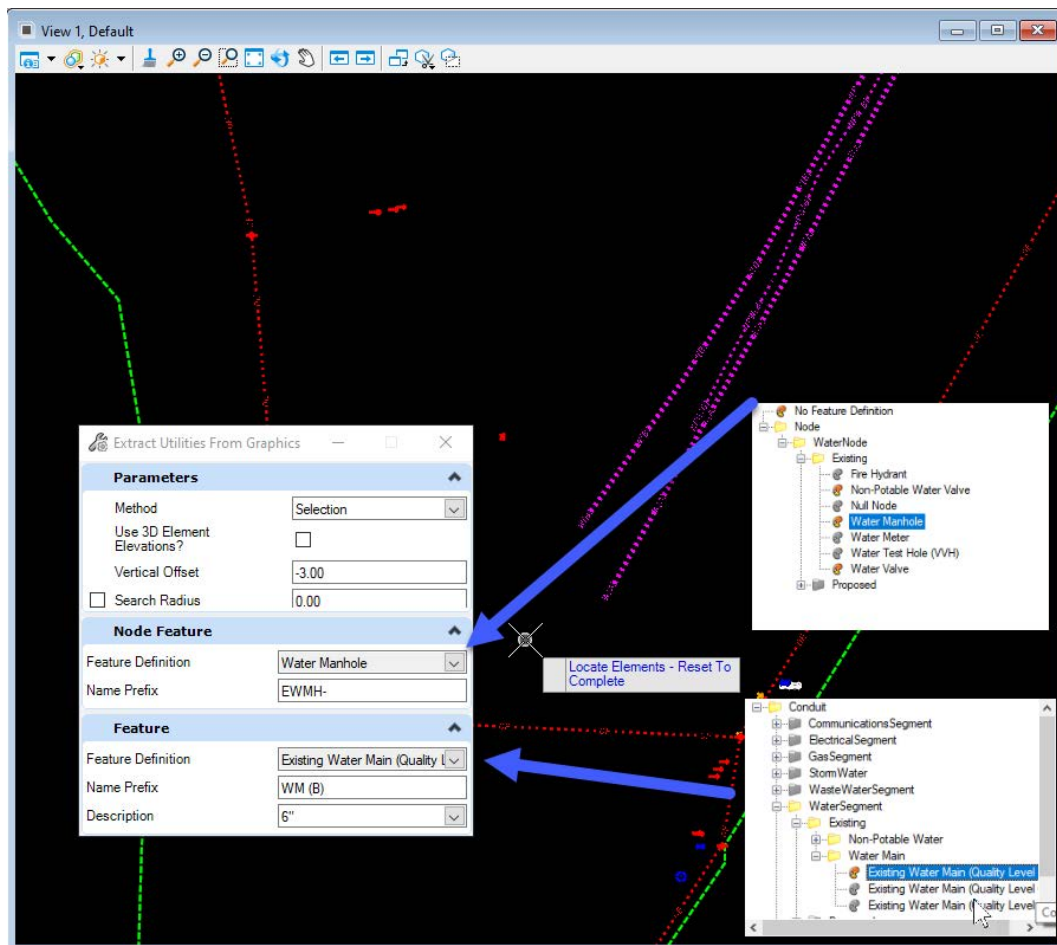 View 1, Default
No Feature Definition
Node
WaterNode
Existing
Fire Hydrant
Non-Potable Water Valve
Null Node
Water Manhole
Water Meter
Water Test Hole (VVH)
Water Valve
Proposed
Extract Utilities From Graphics
Parameters
Method
Selection
Use 3D Element
Elevations?
Vertical Offset
-3.00
Search Radius
0.00
Node Feature
Feature Definition
Water Manhole
Name Prefix
EWMH-
Feature
Feature Definition
Existing Water Main (Quality L
Name Prefix
WM (B)
Description
6"
Locate Elements - Reset To
Complete
Conduit
CommunicationsSegment
ElectricalSegment
GasSegment
StormWater
WasteWaterSegment
WaterSegment
Existing
Non-Potable Water
Water Main
Existing Water Main (Quality Level
Existing Water Main (Quality Level
Existing Water Main (Quality Level
Co